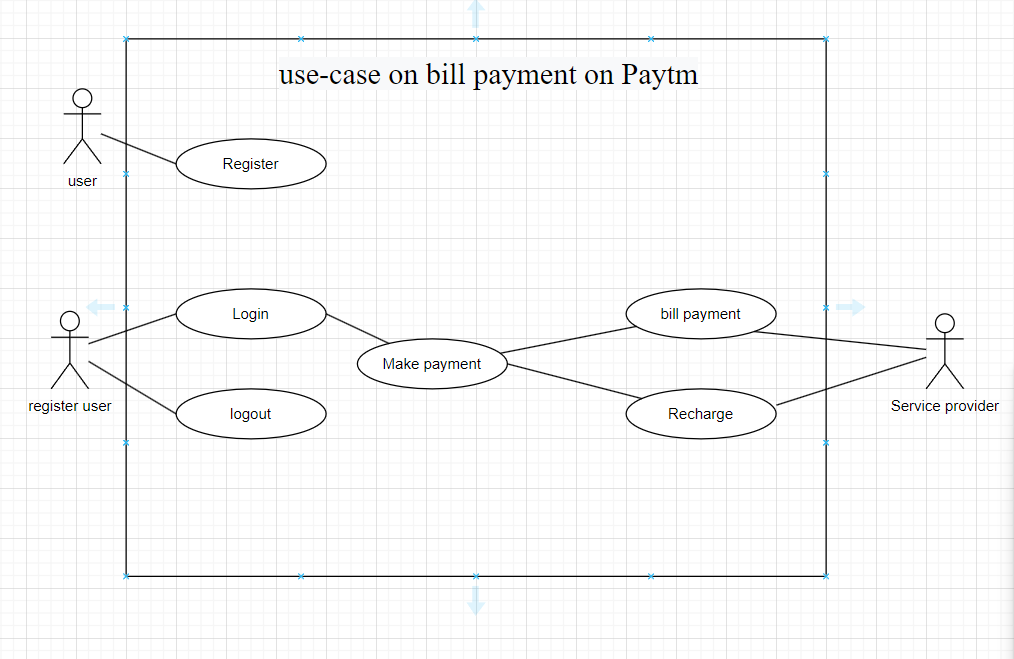 use-case on bill payment on Paytm
Register
user
Login
bill payment
Make payment
register user
logout
Recharge
Service provider